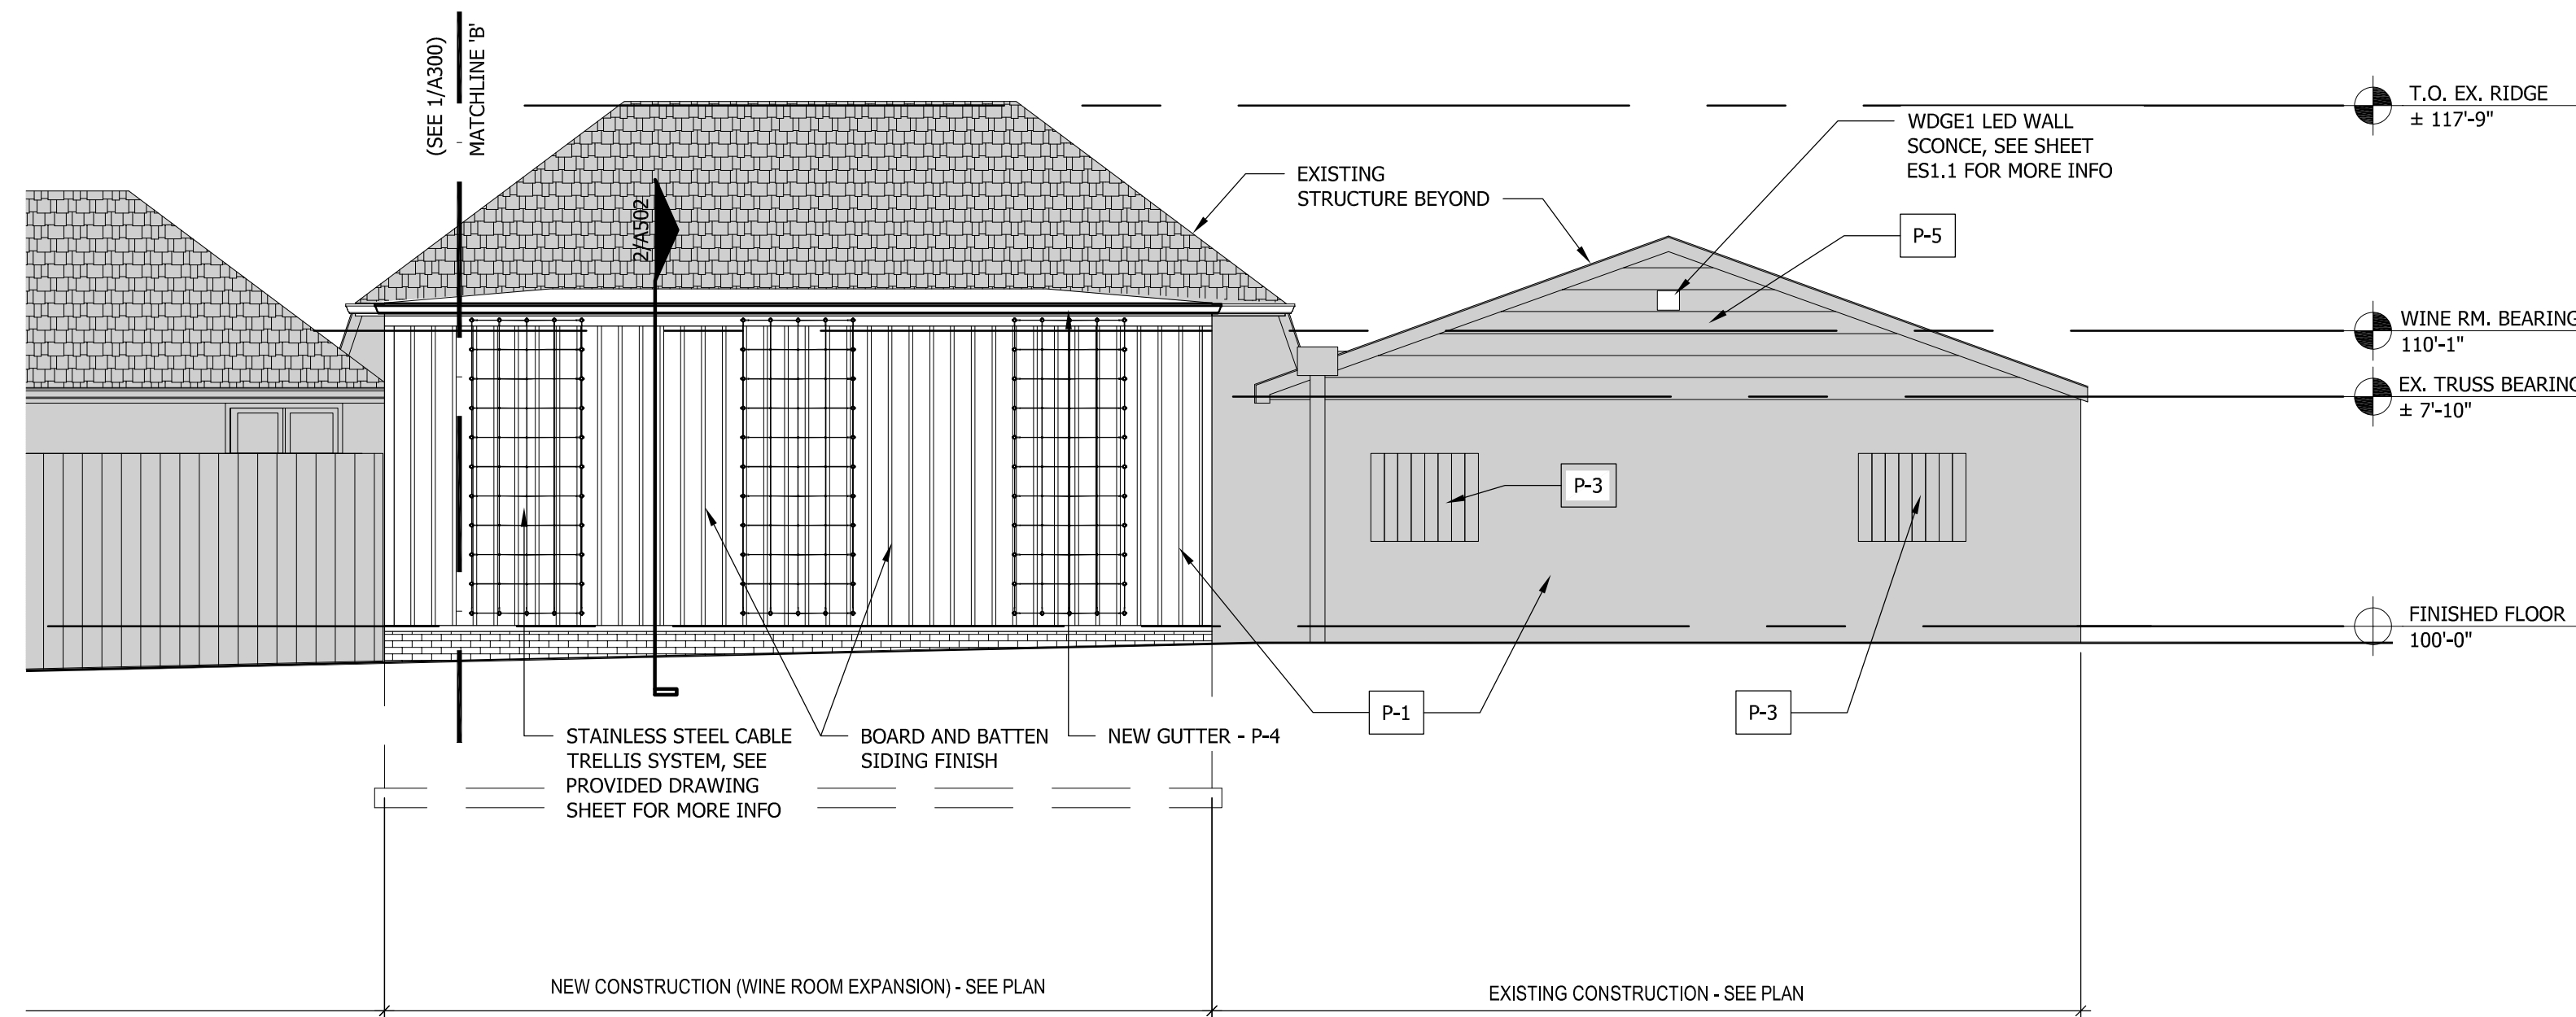 (SEE 1/A300)
MATCHLINE 'B'
T.O. EX. RIDGE
± 117'-9"
WDGE1 LED WALL
SCONCE, SEE SHEET
ES1.1 FOR MORE INFO
EXISTING
STRUCTURE BEYOND
2/A502
P-5
WINE RM. BEARING
110'-1"
EX. TRUSS BEARING
± 7'-10"
P-3
FINISHED FLOOR
100'-0"
P-1
P-3
STAINLESS STEEL CABLE
TRELLIS SYSTEM, SEE
PROVIDED DRAWING
SHEET FOR MORE INFO
BOARD AND BATTEN
SIDING FINISH
NEW GUTTER - P-4
NEW CONSTRUCTION (WINE ROOM EXPANSION) - SEE PLAN
EXISTING CONSTRUCTION - SEE PLAN